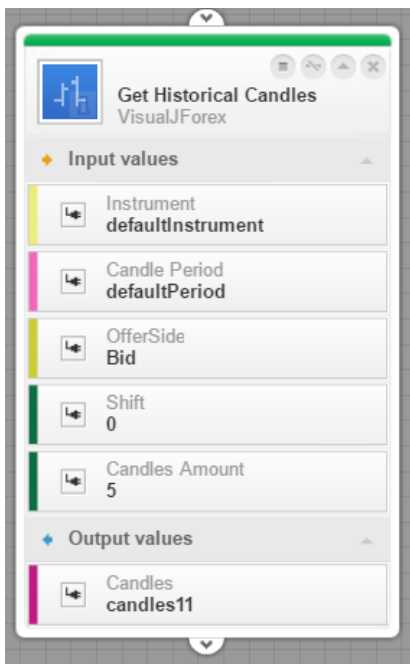 Get Historical Candles
VisualJForex
Input values
Instrument
defaultInstrument
Candle Period
defaultPeriod
OfferSide
Bid
Shift
0
Candles Amount
5
Output values
Candles
candles11